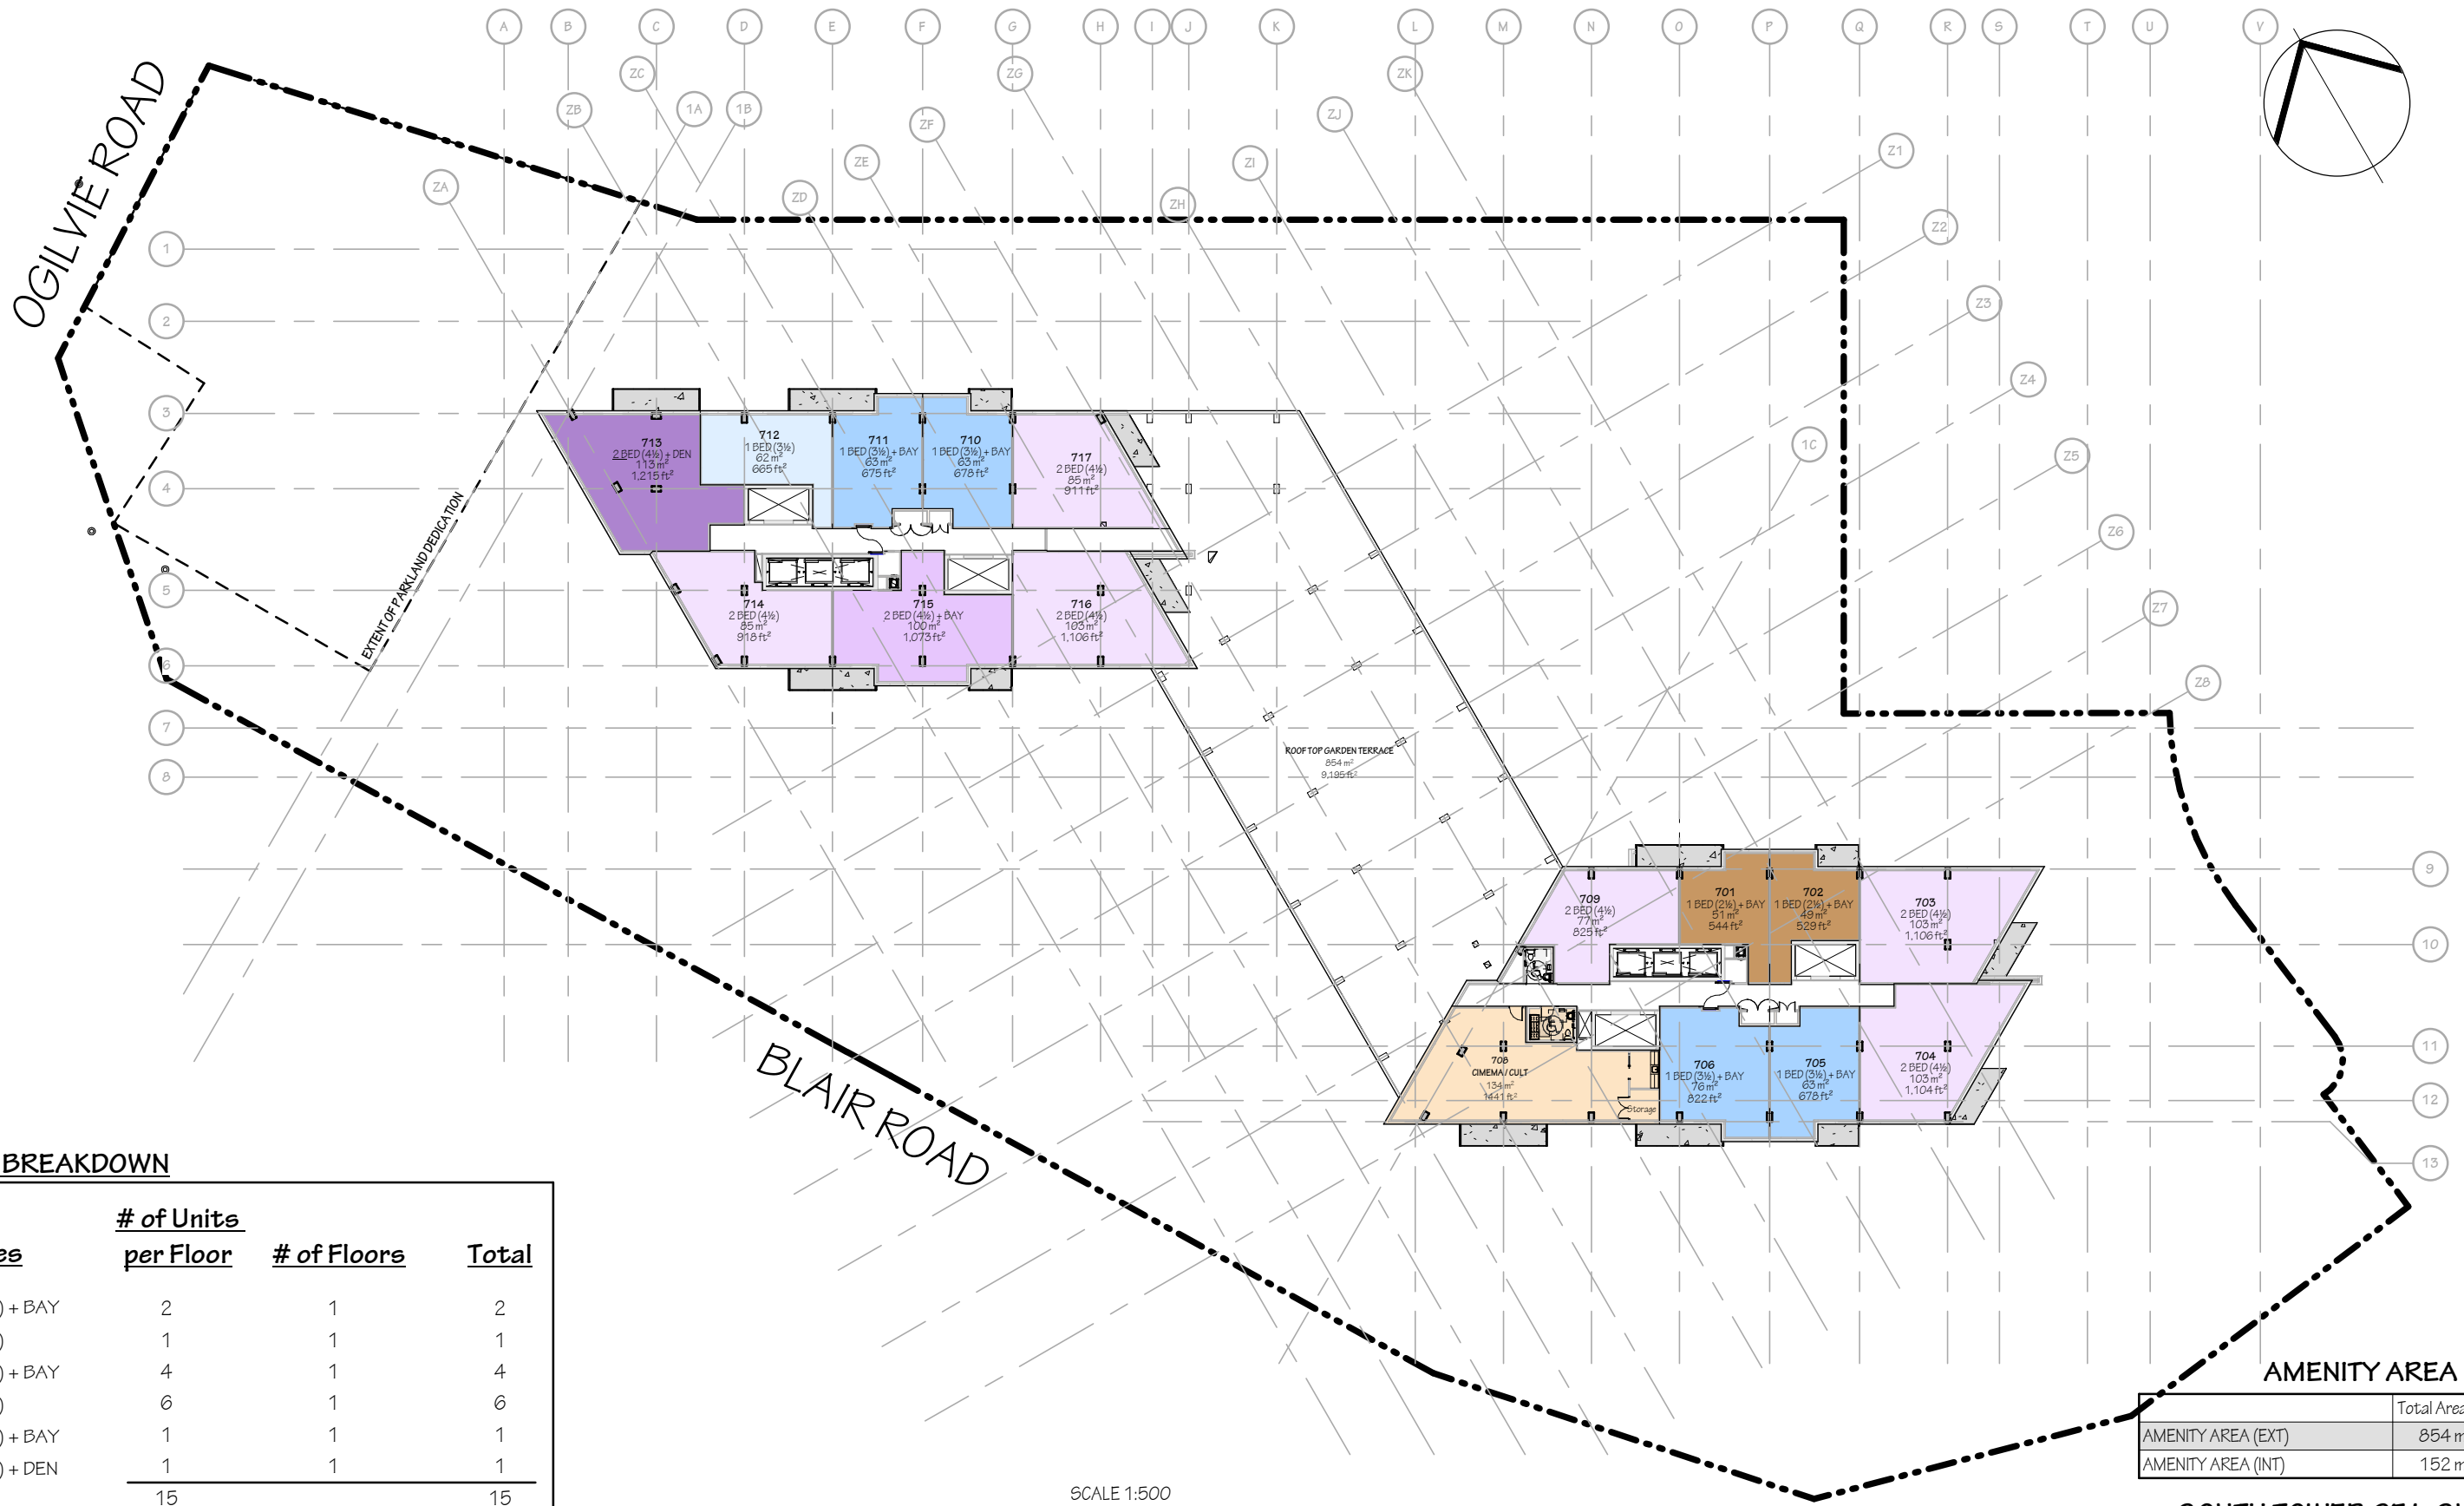 A
B
C
D
E
F
G
H
I
J
K
L
M
N
O
P
Q
R
S
T
U
V
ZC
ZG
ZK
ZB
1A
1B
ZF
ZJ
ZE
ZI
Z1
ZA
ZD
ZH
Z2
Z3
Z4
1C
Z5
Z6
Z7
Z8
OGILVIE ROAD
1
2
3
4
5
6
7
8
9
10
11
12
13
EXTENT OF PARKLAND DEDICATION
713
2 BED (4½) + DEN
113 m²
1,215 ft²
712
1 BED (3½)
62 m²
665 ft²
711
1 BED (3½) + BAY
63 m²
675 ft²
710
1 BED (3½) + BAY
63 m²
678 ft²
717
2 BED (4½)
85 m²
911 ft²
714
2 BED (4½)
85 m²
918 ft²
715
2 BED (4½) + BAY
100 m²
1,073 ft²
716
2 BED (4½)
103 m²
1,106 ft²
ROOF TOP GARDEN TERRACE
854 m²
9,195 ft²
709
2 BED (4½)
77 m²
825 ft²
701
1 BED (2½) + BAY
51 m²
544 ft²
702
1 BED (2½) + BAY
49 m²
529 ft²
703
2 BED (4½)
103 m²
1,106 ft²
708
CIMEMA / CULT
134 m²
1441 ft²
Storage
706
1 BED (3½) + BAY
76 m²
822 ft²
705
1 BED (3½) + BAY
63 m²
678 ft²
704
2 BED (4½)
103 m²
1,104 ft²
BLAIR ROAD
BREAKDOWN
# of Units
per Floor # of Floors Total
) + BAY 2 1 2
) 1 1 1
) + BAY 4 1 4
) 6 1 6
) + BAY 1 1 1
) + DEN 1 1 1
15 15
SCALE 1:500
AMENITY AREA
Total Area
AMENITY AREA (EXT) 854 m
AMENITY AREA (INT) 152 m